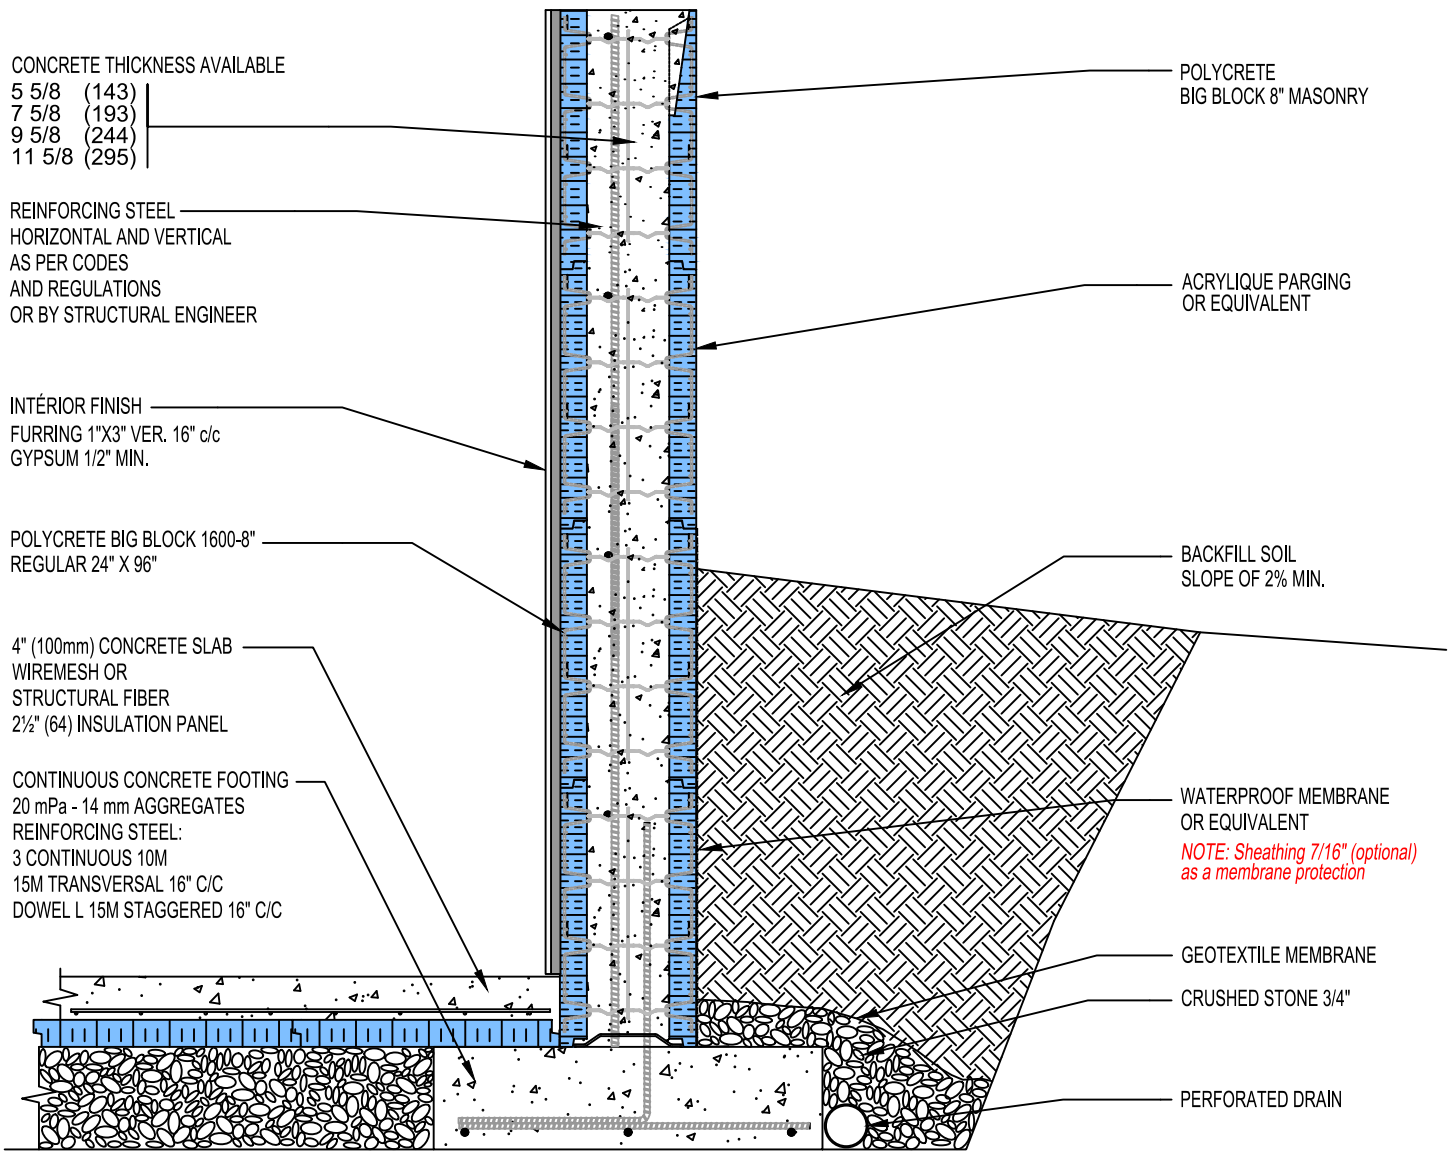 CONCRETE THICKNESS AVAILABLE
5 5/8 (143)
7 5/8 (193)
9 5/8 (244)
11 5/8 (295)
REINFORCING STEEL
HORIZONTAL AND VERTICAL
AS PER CODES
AND REGULATIONS
OR BY STRUCTURAL ENGINEER
INTÉRIOR FINISH
FURRING 1"X3" VER. 16" c/c
GYPSUM 1/2" MIN.
POLYCRETE BIG BLOCK 1600-8"
REGULAR 24" X 96"
4" (100mm) CONCRETE SLAB
WIREMESH OR
STRUCTURAL FIBER
2½" (64) INSULATION PANEL
CONTINUOUS CONCRETE FOOTING
20 mPa - 14 mm AGGREGATES
REINFORCING STEEL:
3 CONTINUOUS 10M
15M TRANSVERSAL 16" C/C
DOWEL L 15M STAGGERED 16" C/C
POLYCRETE
BIG BLOCK 8" MASONRY
ACRYLIQUE PARGING
OR EQUIVALENT
BACKFILL SOIL
SLOPE OF 2% MIN.
WATERPROOF MEMBRANE
OR EQUIVALENT
NOTE: Sheathing 7/16" (optional)
as a membrane protection
GEOTEXTILE MEMBRANE
CRUSHED STONE 3/4"
PERFORATED DRAIN